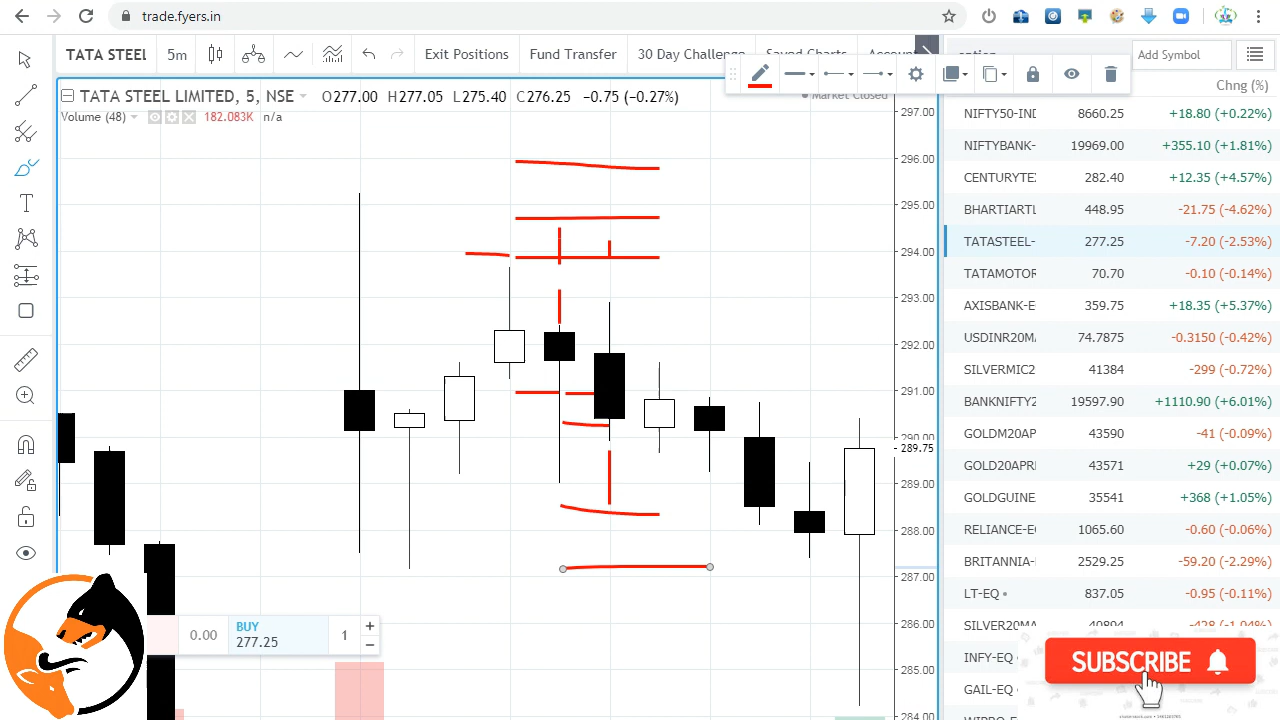 trade.fyers.in
TATA STEEL 5m Exit Positions Fund Transfer 30 Day Challenge Saved Charts
Add Symbol
TATA STEEL LIMITED, 5, NSE O277.00 H277.05 L275.40 C276.25 −0.75 (−0.27%)
Market Closed
Volume (48) 182.083K n/a
Chng (%)
297.00
296.00
295.00
294.00
293.00
292.00
291.00
290.00
289.75
289.00
288.00
287.00
286.00
285.00
284.00
NIFTY50-IND 8660.25 +18.80 (+0.22%)
NIFTYBANK- 19969.00 +355.10 (+1.81%)
CENTURYTE 282.40 +12.35 (+4.57%)
BHARTIARTL 448.95 -21.75 (-4.62%)
TATASTEEL- 277.25 -7.20 (-2.53%)
TATAMOTOR 70.70 -0.10 (-0.14%)
AXISBANK-E 359.75 +18.35 (+5.37%)
USDINR20M 74.7875 -0.3150 (-0.42%)
SILVERMIC2 41384 -299 (-0.72%)
BANKNIFTY2 19597.90 +1110.90 (+6.01%)
GOLDM20AP 43590 -41 (-0.09%)
GOLD20APR 43571 +29 (+0.07%)
GOLDGUINE 35541 +368 (+1.05%)
RELIANCE-E 1065.60 -0.60 (-0.06%)
BRITANNIA- 2529.25 -59.20 (-2.29%)
LT-EQ 837.05 -0.95 (-0.11%)
SILVER20MA 40894 -428 (-1.04%)
INFY-EQ
GAIL-EQ
0.00 BUY 277.25 1
SUBSCRIBE